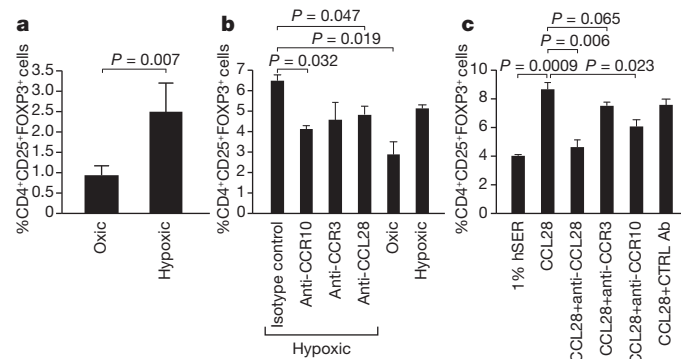 a
%CD4⁺CD25⁺FOXP3⁺ cells
P = 0.007
3.5
3.0
2.5
2.0
1.5
1.0
0.5
0
Oxic
Hypoxic
b
%CD4⁺CD25⁺FOXP3⁺ cells
P = 0.047
P = 0.019
P = 0.032
7
6
5
4
3
2
1
0
Isotype control
Anti-CCR10
Anti-CCR3
Anti-CCL28
Oxic
Hypoxic
Hypoxic
c
%CD4⁺CD25⁺FOXP3⁺ cells
P = 0.065
P = 0.006
P = 0.0009
P = 0.023
10
8
6
4
2
0
1% hSER
CCL28
CCL28+anti-CCL28
CCL28+anti-CCR3
CCL28+anti-CCR10
CCL28+CTRL Ab